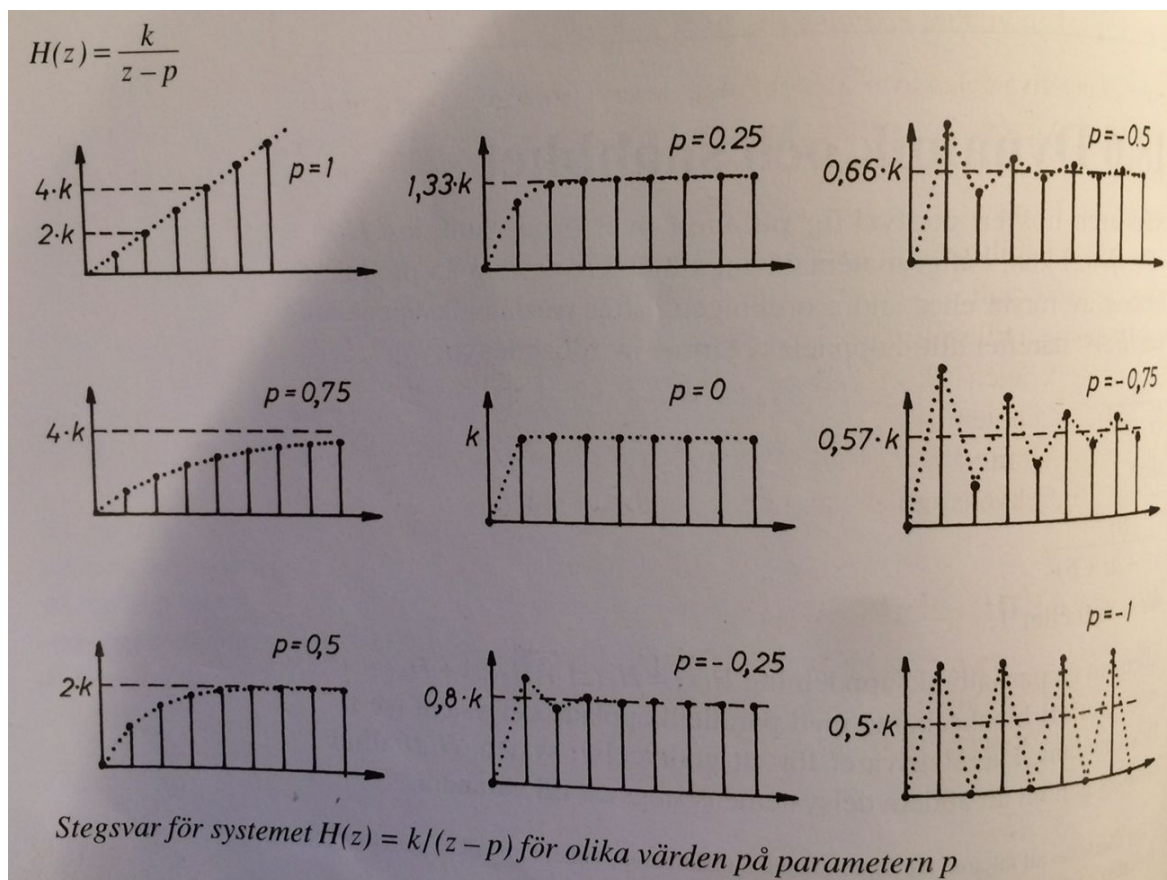 H(z) = k / (z − p)
p=1
4·k
2·k
p=0.25
1,33·k
p=-0.5
0,66·k
p=0,75
4·k
p=0
k
p=-0,75
0,57·k
p=0,5
2·k
p=-0,25
0,8·k
p=-1
0,5·k
Stegsvar för systemet H(z) = k/(z − p) för olika värden på parametern p